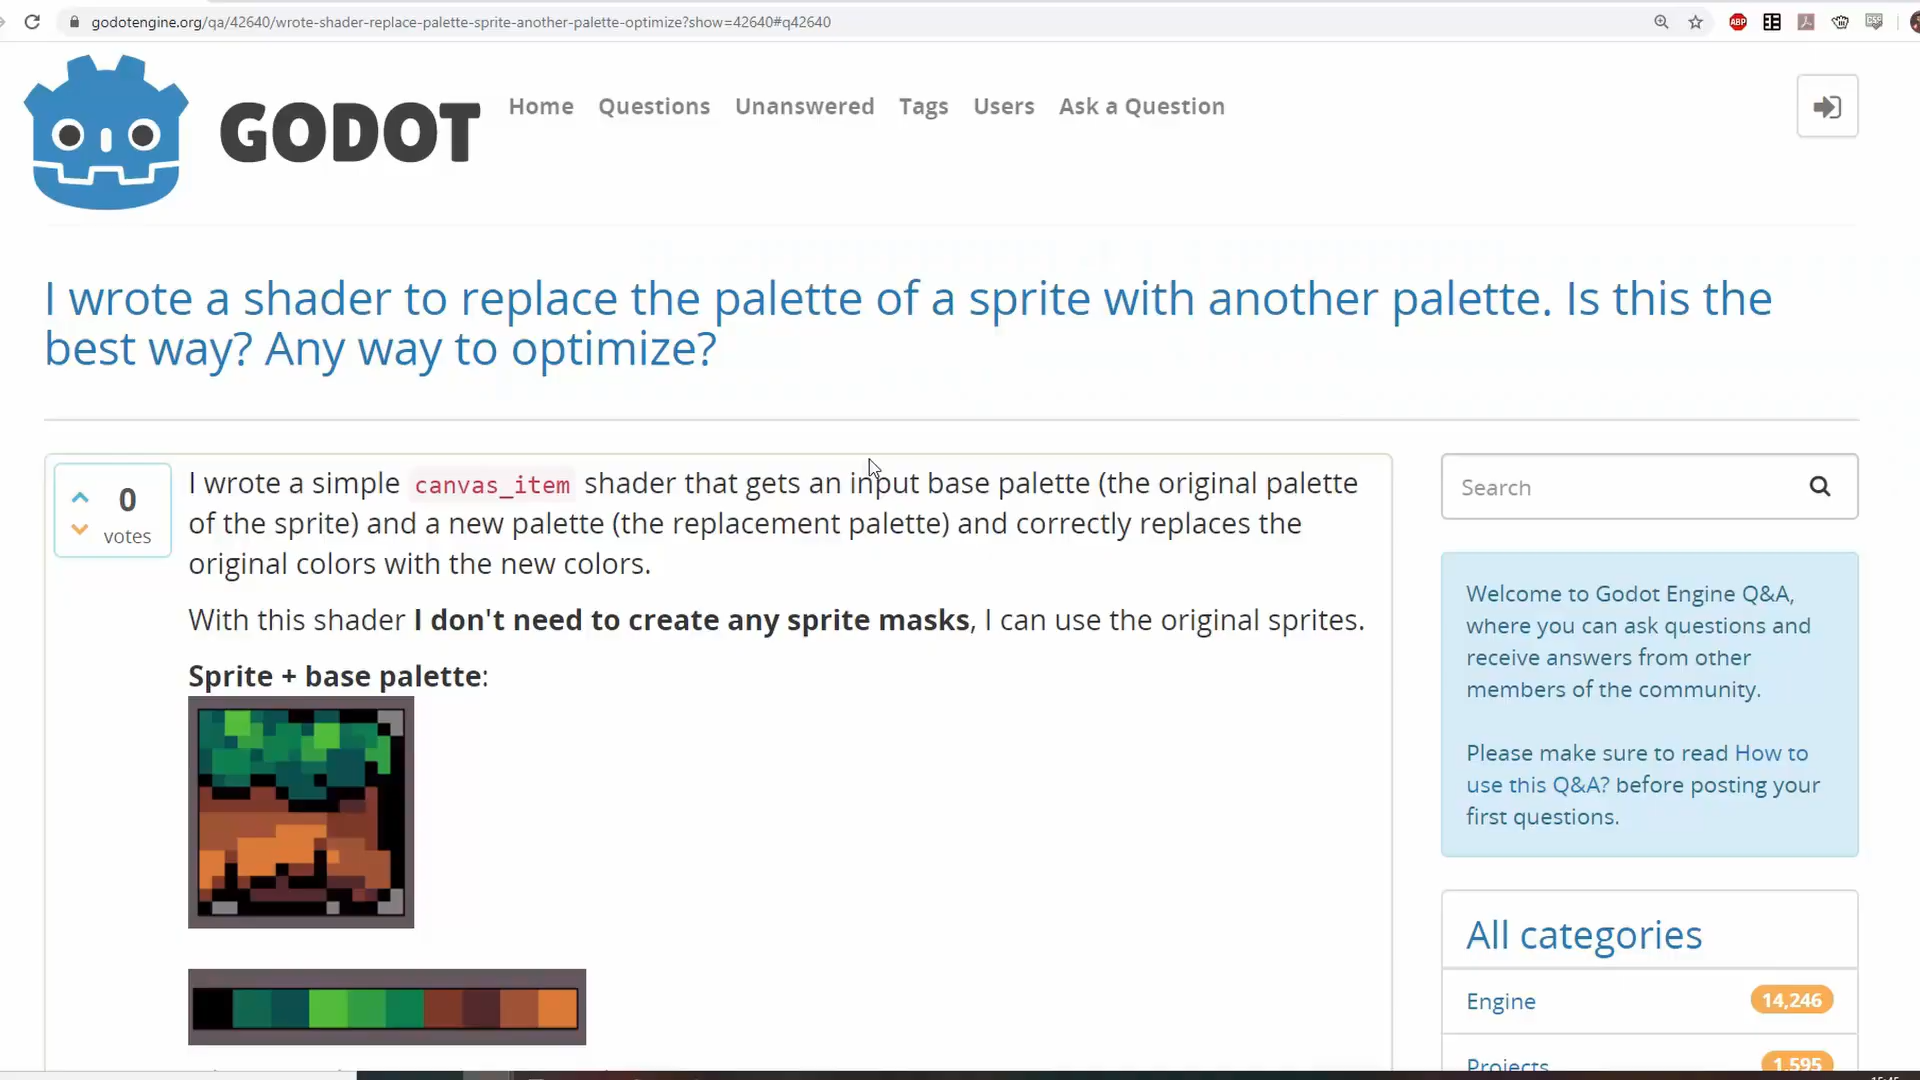 godotengine.org/qa/42640/wrote-shader-replace-palette-sprite-another-palette-optimize?show=42640#q42640
ABP
CSS
GODOT
Home Questions Unanswered Tags Users Ask a Question
I wrote a shader to replace the palette of a sprite with another palette. Is this the
best way? Any way to optimize?
0
votes
I wrote a simple canvas_item shader that gets an input base palette (the original palette
of the sprite) and a new palette (the replacement palette) and correctly replaces the
original colors with the new colors.
With this shader I don't need to create any sprite masks, I can use the original sprites.
Sprite + base palette:
Search
Welcome to Godot Engine Q&A,
where you can ask questions and
receive answers from other
members of the community.
Please make sure to read How to
use this Q&A? before posting your
first questions.
All categories
Engine 14,246
Projects 1,595